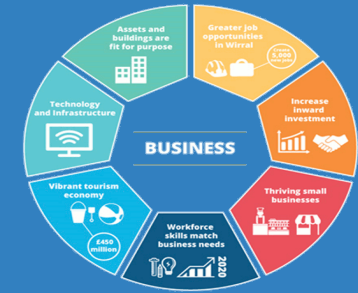 Assets and
buildings are
fit for purpose
Greater job
opportunities
in Wirral
Create
5,000
new jobs
Increase
inward
investment
Thriving small
businesses
Workforce
skills match
business needs
2020
Vibrant tourism
economy
£450
million
Technology
and Infrastructure
BUSINESS